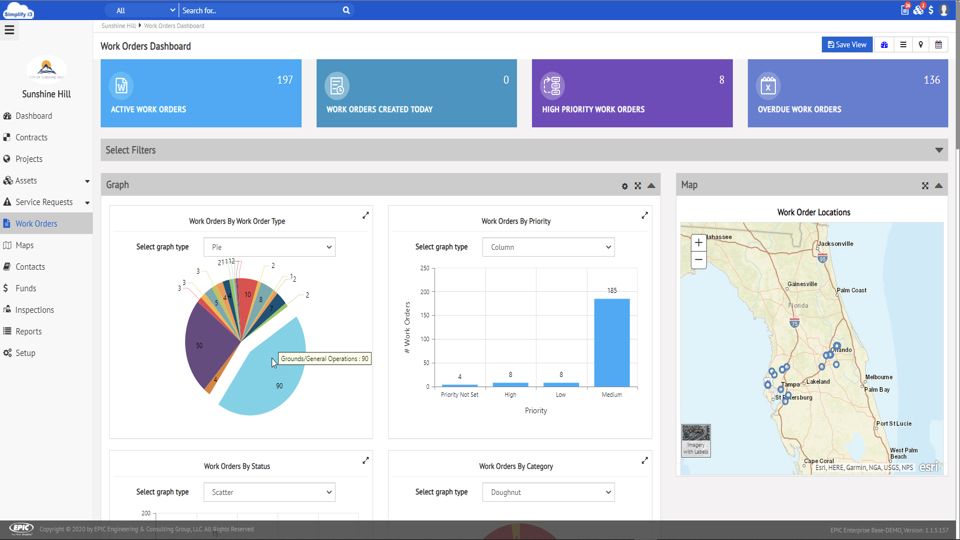 Simplify i3
All
Search for..
$
Sunshine Hill
Work Orders Dashboard
Work Orders Dashboard
Save View
CITY OF SUNSHINE HILL
Sunshine Hill
Dashboard
Contracts
Projects
Assets
Service Requests
Work Orders
Maps
Contacts
Funds
Inspections
Reports
Setup
197
ACTIVE WORK ORDERS
0
WORK ORDERS CREATED TODAY
8
HIGH PRIORITY WORK ORDERS
136
OVERDUE WORK ORDERS
Select Filters
Graph
Work Orders By Work Order Type
Select graph type
Pie
3
3
2
2
2
2
10
8
5
4
50
4
90
Grounds/General Operations : 90
Work Orders By Priority
Select graph type
Column
250
200
150
100
50
0
# Work Orders
4
8
8
185
Priority Not Set
High
Low
Medium
Priority
Map
Work Order Locations
+
−
lahassee
Jacksonville
Gainesville
Palm Coast
Florida
Orlando
Tampa
Lakeland
Melbourne
Palm Bay
St Petersburg
Port St Lucie
West Palm
Beach
Cape Coral
Imagery
with Labels
Esri, HERE, Garmin, NGA, USGS, NPS
esri
Work Orders By Status
Select graph type
Scatter
200
Work Orders By Category
Select graph type
Doughnut
EPIC
Copyright © 2020 by EPIC Engineering & Consulting Group, LLC All Rights Reserved
EPIC Enterprise Base-DEMO, Version: 1.1.5.157